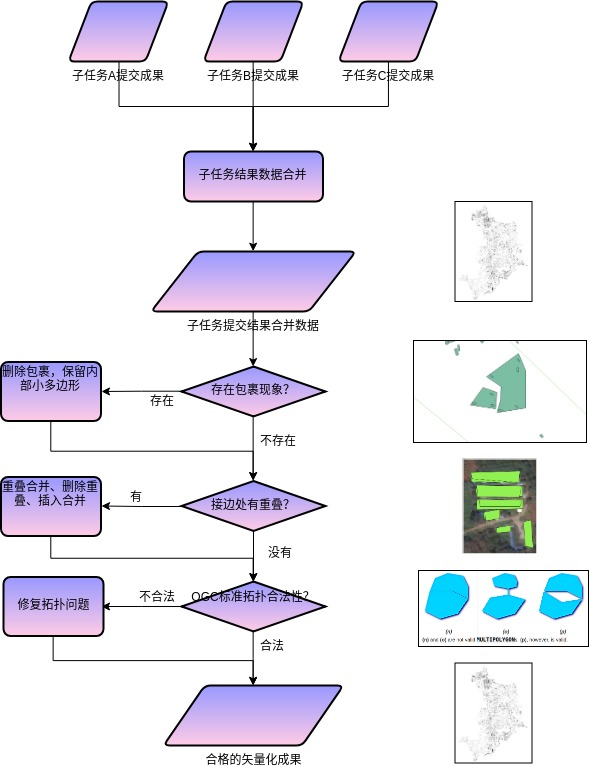 子任务A提交成果
子任务B提交成果
子任务C提交成果
子任务结果数据合并
子任务提交结果合并数据
存在包裹现象？
删除包裹，保留内
部小多边形
存在
不存在
接边处有重叠？
重叠合并、删除重
叠、插入合并
有
没有
OGC标准拓扑合法性？
修复拓扑问题
不合法
合法
合格的矢量化成果
(n) (o) (p)
(n) and (o) are not valid MULTIPOLYGONs. (p), however, is valid.